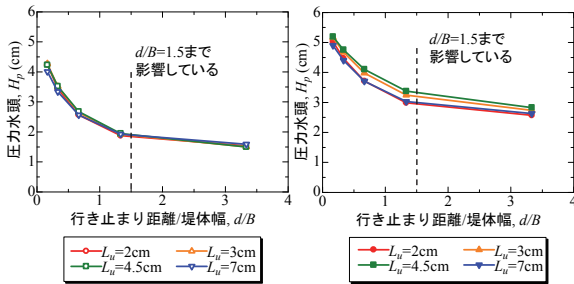 圧力水頭, Hp (cm)
6
5
4
3
2
1
0
0 1 2 3 4
d/B=1.5まで
影響している
行き止まり距離/堤体幅, d/B
Lu=2cm Lu=3cm
Lu=4.5cm Lu=7cm
圧力水頭, Hp (cm)
6
5
4
3
2
1
0
0 1 2 3 4
d/B=1.5まで
影響している
行き止まり距離/堤体幅, d/B
Lu=2cm Lu=3cm
Lu=4.5cm Lu=7cm